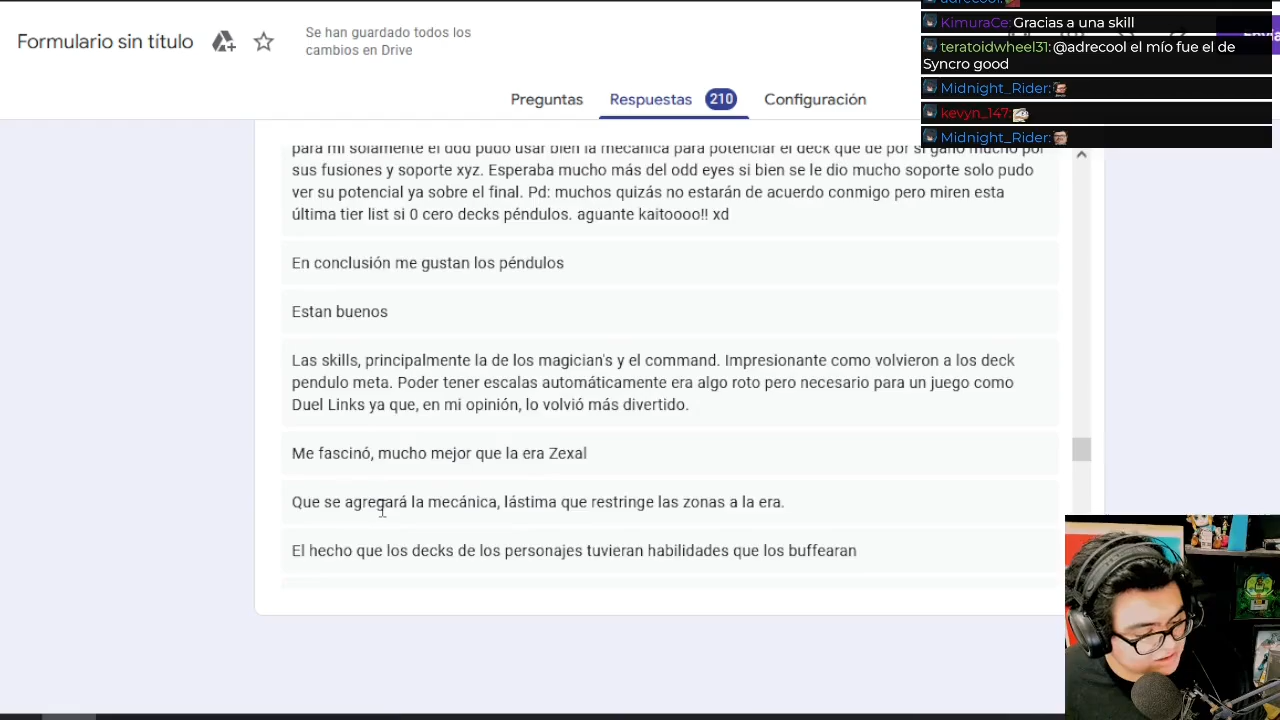 Formulario sin título
Se han guardado todos los
cambios en Drive
adrecool:
KimuraCe: Gracias a una skill
teratoidwheel31: @adrecool el mío fue el de
Syncro good
Midnight_Rider:
kevyn_147:
Midnight_Rider:
Preguntas
Respuestas 210
Configuración
para mi solamente el ddd pudo usar bien la mecánica para potenciar el deck que de por si gano mucho por
sus fusiones y soporte xyz. Esperaba mucho más del odd eyes si bien se le dio mucho soporte solo pudo
ver su potencial ya sobre el final. Pd: muchos quizás no estarán de acuerdo conmigo pero miren esta
última tier list si 0 cero decks péndulos. aguante kaitoooo!! xd
En conclusión me gustan los péndulos
Estan buenos
Las skills, principalmente la de los magician's y el command. Impresionante como volvieron a los deck
pendulo meta. Poder tener escalas automáticamente era algo roto pero necesario para un juego como
Duel Links ya que, en mi opinión, lo volvió más divertido.
Me fascinó, mucho mejor que la era Zexal
Que se agregará la mecánica, lástima que restringe las zonas a la era.
El hecho que los decks de los personajes tuvieran habilidades que los buffearan